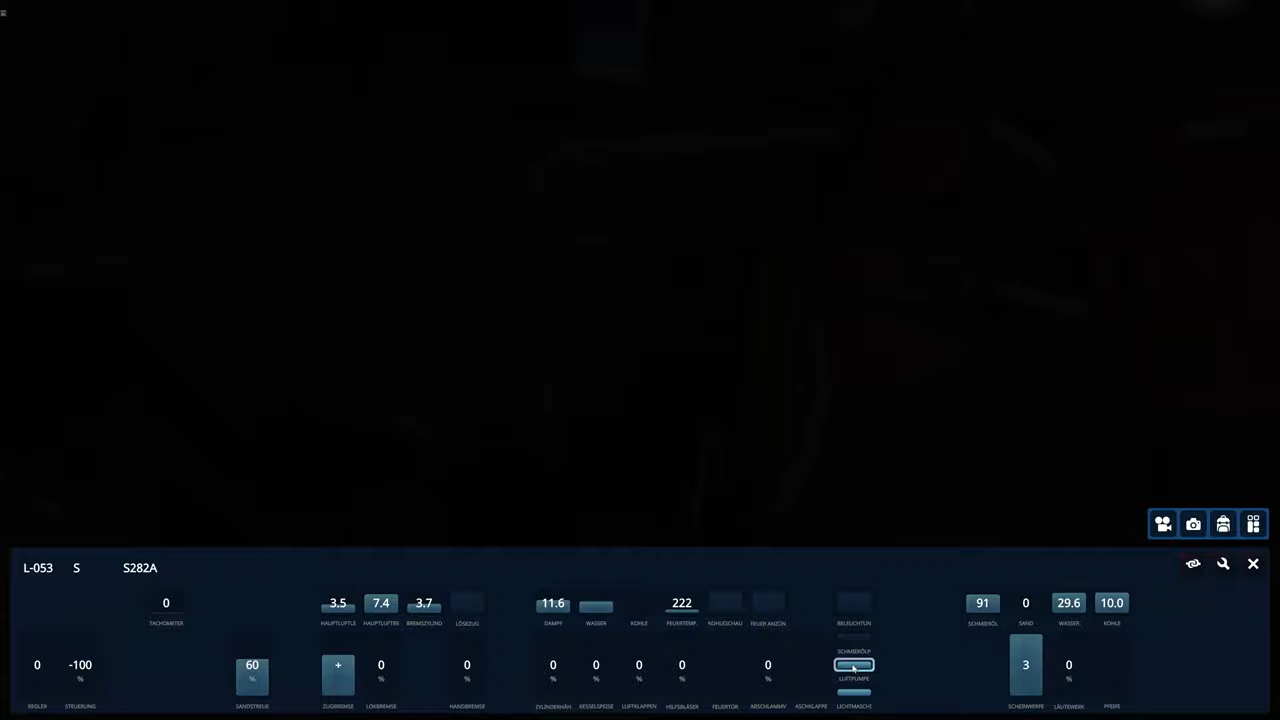 L-053 S S282A
0 3.5 7.4 3.7 11.6 222 91 0 29.6 10.0
TACHOMETER HAUPTLUFTLE HAUPTLUFTBE BREMSZYLIND LÖSEZUG DAMPF WASSER KOHLE FEUERTEMP. KOHLESCHAU FEUER ANZÜN BELEUCHTUN SCHMIERÖL SAND WASSER. KOHLE
SCHMIERÖLP
0 -100 % 60 % + 0 % 0 % 0 % 0 % 0 % 0 % 0 % 3 0 %
LUFTPUMPE
REGLER STEUERUNG SANDSTREUE ZUGBREMSE LOKBREMSE HANDBREMSE ZYLINDERHÄH KESSELSPEISE LUFTKLAPPEN HILFSBLÄSER FEUERTÜR ABSCHLAMMV ASCHKLAPPE LICHTMASCHI SCHEINWERFE LÄUTEWERK PFEIFE